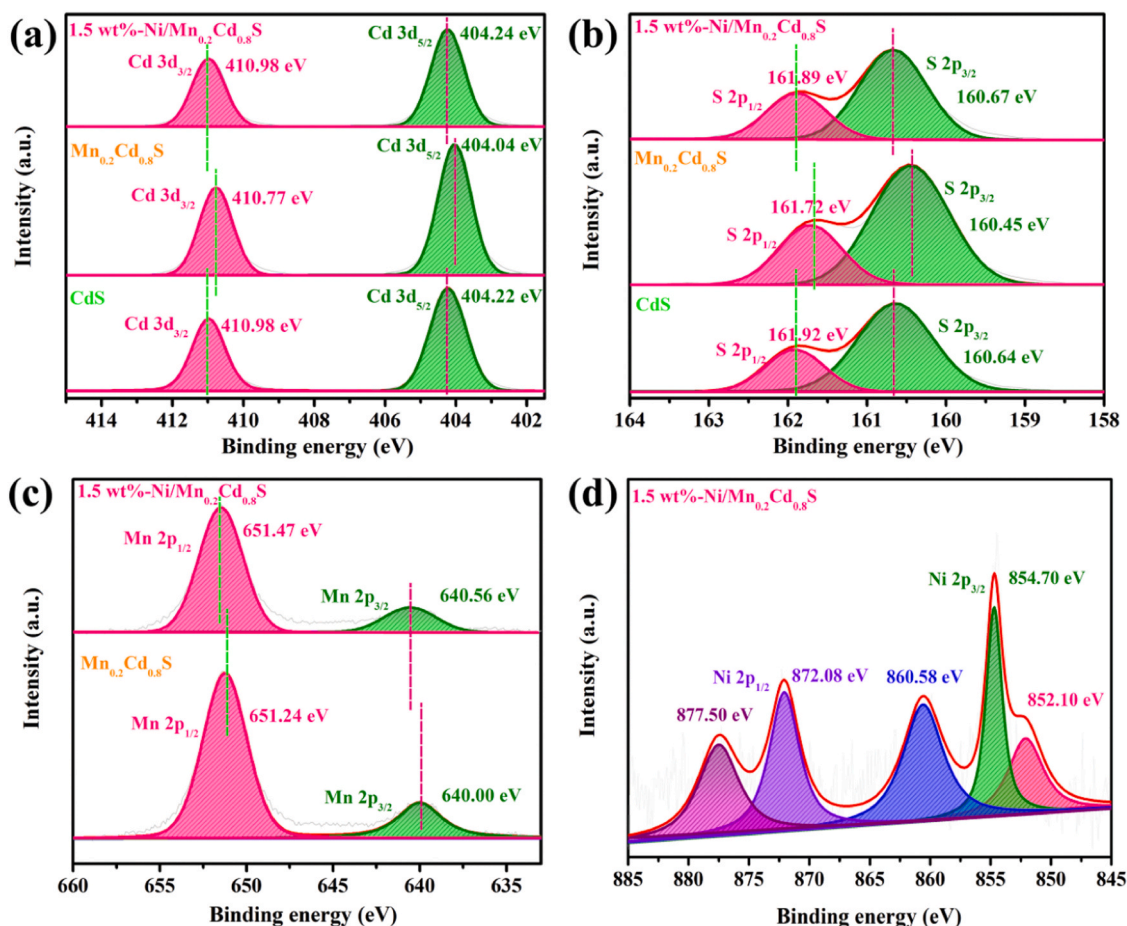 (a)
1.5 wt%-Ni/Mn0.2Cd0.8S
Cd 3d3/2
410.98 eV
Cd 3d5/2
404.24 eV
Mn0.2Cd0.8S
Cd 3d3/2
410.77 eV
Cd 3d5/2
404.04 eV
CdS
Cd 3d3/2
410.98 eV
Cd 3d5/2
404.22 eV
Intensity (a.u.)
414 412 410 408 406 404 402
Binding energy (eV)
(b)
1.5 wt%-Ni/Mn0.2Cd0.8S
S 2p1/2
161.89 eV
S 2p3/2
160.67 eV
Mn0.2Cd0.8S
S 2p1/2
161.72 eV
S 2p3/2
160.45 eV
CdS
S 2p1/2
161.92 eV
S 2p3/2
160.64 eV
Intensity (a.u.)
164 163 162 161 160 159 158
Binding energy (eV)
(c)
1.5 wt%-Ni/Mn0.2Cd0.8S
Mn 2p1/2
651.47 eV
Mn 2p3/2
640.56 eV
Mn0.2Cd0.8S
Mn 2p1/2
651.24 eV
Mn 2p3/2
640.00 eV
Intensity (a.u.)
660 655 650 645 640 635
Binding energy (eV)
(d)
1.5 wt%-Ni/Mn0.2Cd0.8S
877.50 eV
Ni 2p1/2
872.08 eV
860.58 eV
Ni 2p3/2
854.70 eV
852.10 eV
Intensity (a.u.)
885 880 875 870 865 860 855 850 845
Binding energy (eV)